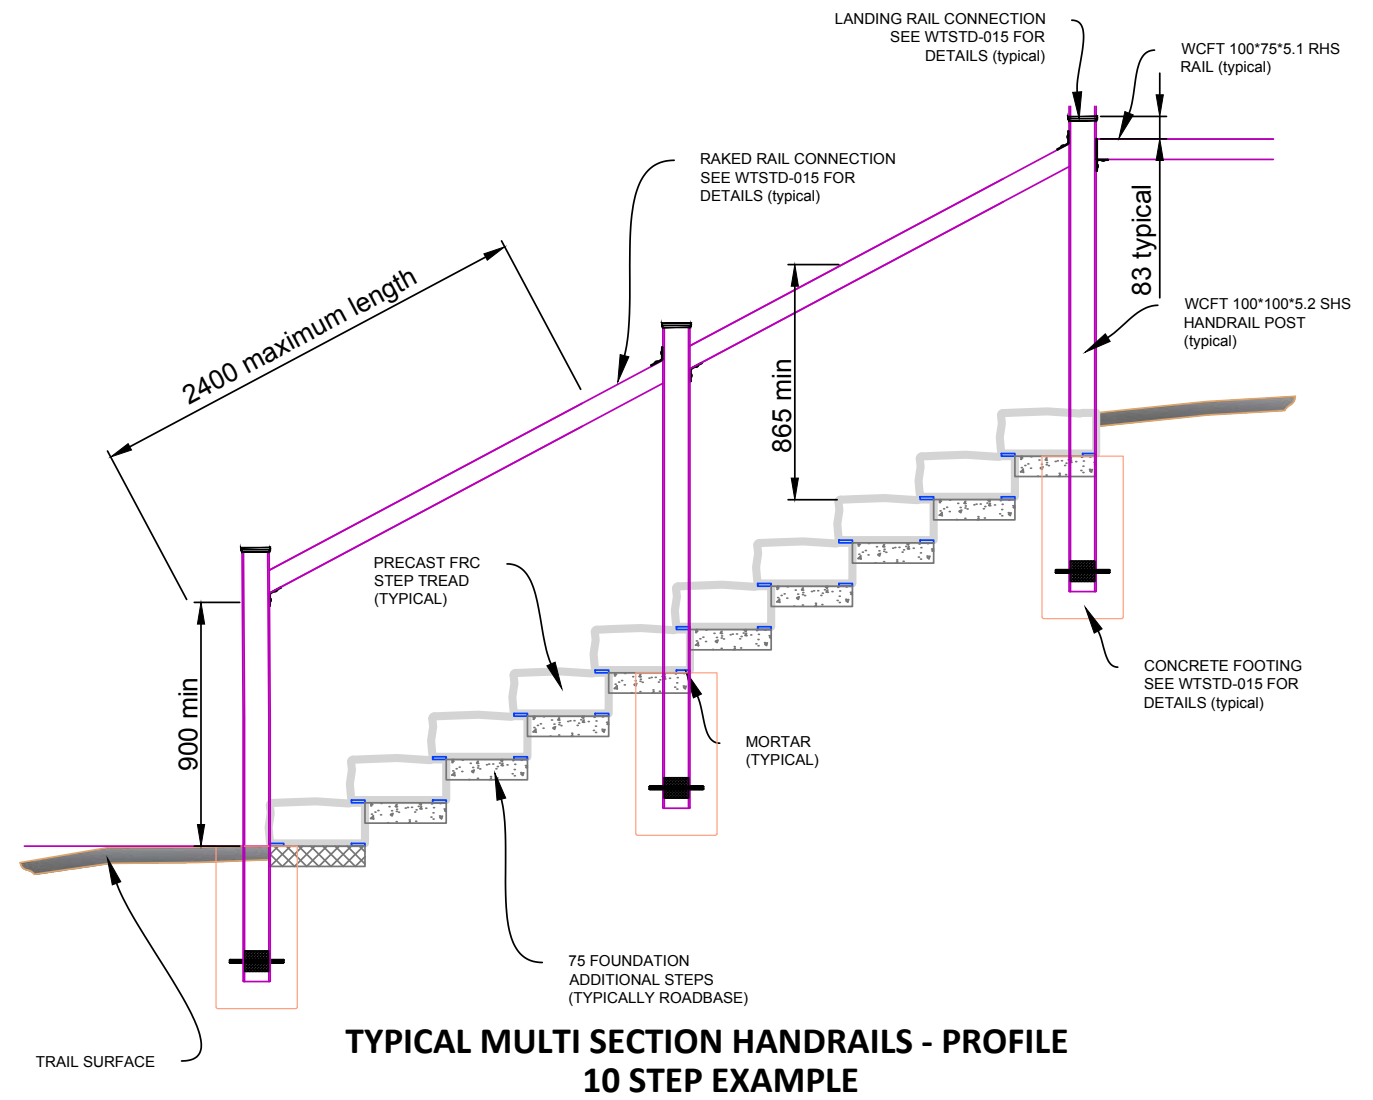 LANDING RAIL CONNECTION
SEE WTSTD-015 FOR
DETAILS (typical)
WCFT 100*75*5.1 RHS
RAIL (typical)
RAKED RAIL CONNECTION
SEE WTSTD-015 FOR
DETAILS (typical)
83 typical
2400 maximum length
WCFT 100*100*5.2 SHS
HANDRAIL POST
(typical)
865 min
PRECAST FRC
STEP TREAD
(TYPICAL)
900 min
CONCRETE FOOTING
SEE WTSTD-015 FOR
DETAILS (typical)
MORTAR
(TYPICAL)
75 FOUNDATION
ADDITIONAL STEPS
(TYPICALLY ROADBASE)
TRAIL SURFACE
TYPICAL MULTI SECTION HANDRAILS - PROFILE
10 STEP EXAMPLE